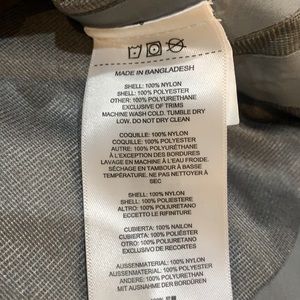 MADE IN BANGLADESH
SHELL: 100% NYLON
SHELL: 100% POLYESTER
OTHER: 100% POLYURETHANE
EXCLUSIVE OF TRIMS
MACHINE WASH COLD. TUMBLE DRY
LOW. DO NOT DRY CLEAN
COQUILLE: 100% NYLON
COQUILLE: 100% POLYESTER
AUTRE: 100% POLYURÉTHANE
À L'EXCEPTION DES BORDURES
LAVAGE EN MACHINE À L'EAU FROIDE.
SÉCHAGE EN TAMBOUR À BASSE
TEMPÉRATURE. NE PAS NETTOYER À
SEC
SHELL: 100% NYLON
SHELL: 100% POLIESTERE
ALTRO: 100% POLIURETANO
ECCETTO LE RIFINITURE
CUBIERTA: 100% NAILON
CUBIERTA: 100% POLIÉSTER
OTRO: 100% POLIURETANO
EXCLUSIVO DE RECORTES
AUSSENMATERIAL: 100% NYLON
AUSSENMATERIAL: 100% POLYESTER
ANDERE: 100% POLYURETHAN
MIT AUSNAHME DER BORDÜREN